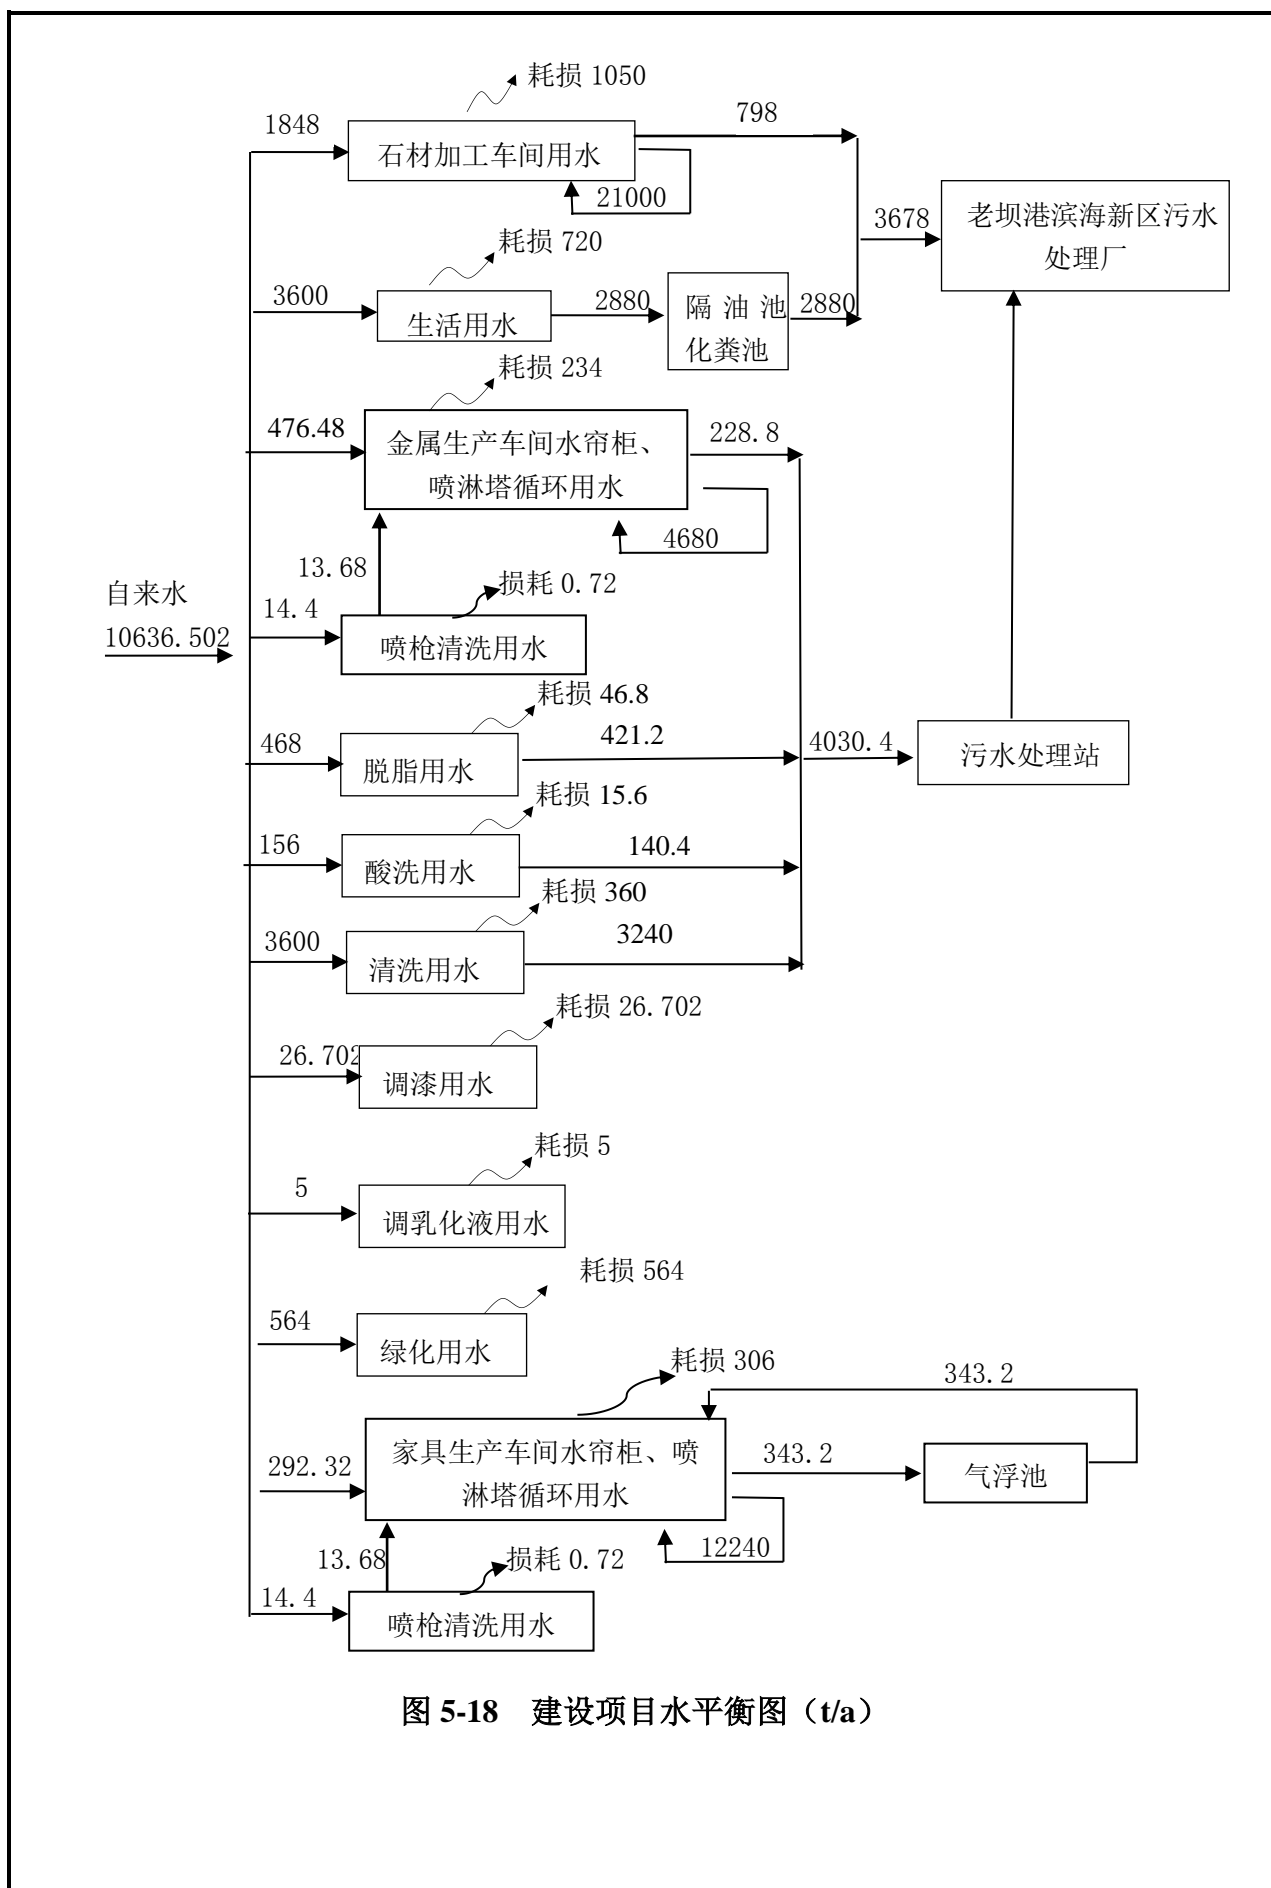 耗损 1050
1848
798
石材加工车间用水
21000
3678
老坝港滨海新区污水
处理厂
耗损 720
3600
生活用水
2880
隔 油 池
化粪池
2880
耗损 234
476.48
金属生产车间水帘柜、
喷淋塔循环用水
228.8
4680
13.68
损耗 0.72
自来水
10636.502
14.4
喷枪清洗用水
耗损 46.8
468
脱脂用水
421.2
4030.4
污水处理站
耗损 15.6
156
酸洗用水
140.4
耗损 360
3600
清洗用水
3240
耗损 26.702
26.702
调漆用水
耗损 5
5
调乳化液用水
耗损 564
564
绿化用水
耗损 306
343.2
292.32
家具生产车间水帘柜、喷
淋塔循环用水
343.2
气浮池
12240
13.68
损耗 0.72
14.4
喷枪清洗用水
图 5-18 建设项目水平衡图（t/a）